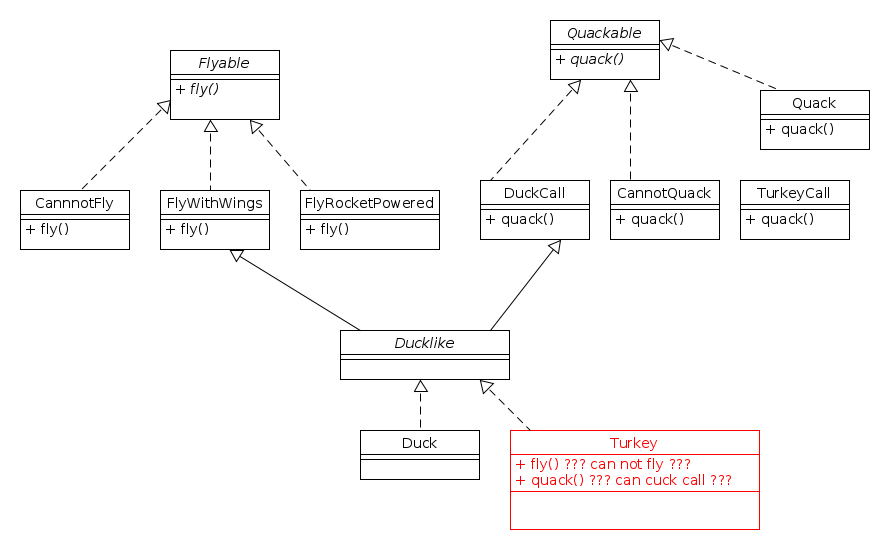 Quackable
+ quack()
Flyable
+ fly()
Quack
+ quack()
CannnotFly
+ fly()
FlyWithWings
+ fly()
FlyRocketPowered
+ fly()
DuckCall
+ quack()
CannotQuack
+ quack()
TurkeyCall
+ quack()
Ducklike
Duck
Turkey
+ fly() ??? can not fly ???
+ quack() ??? can cuck call ???